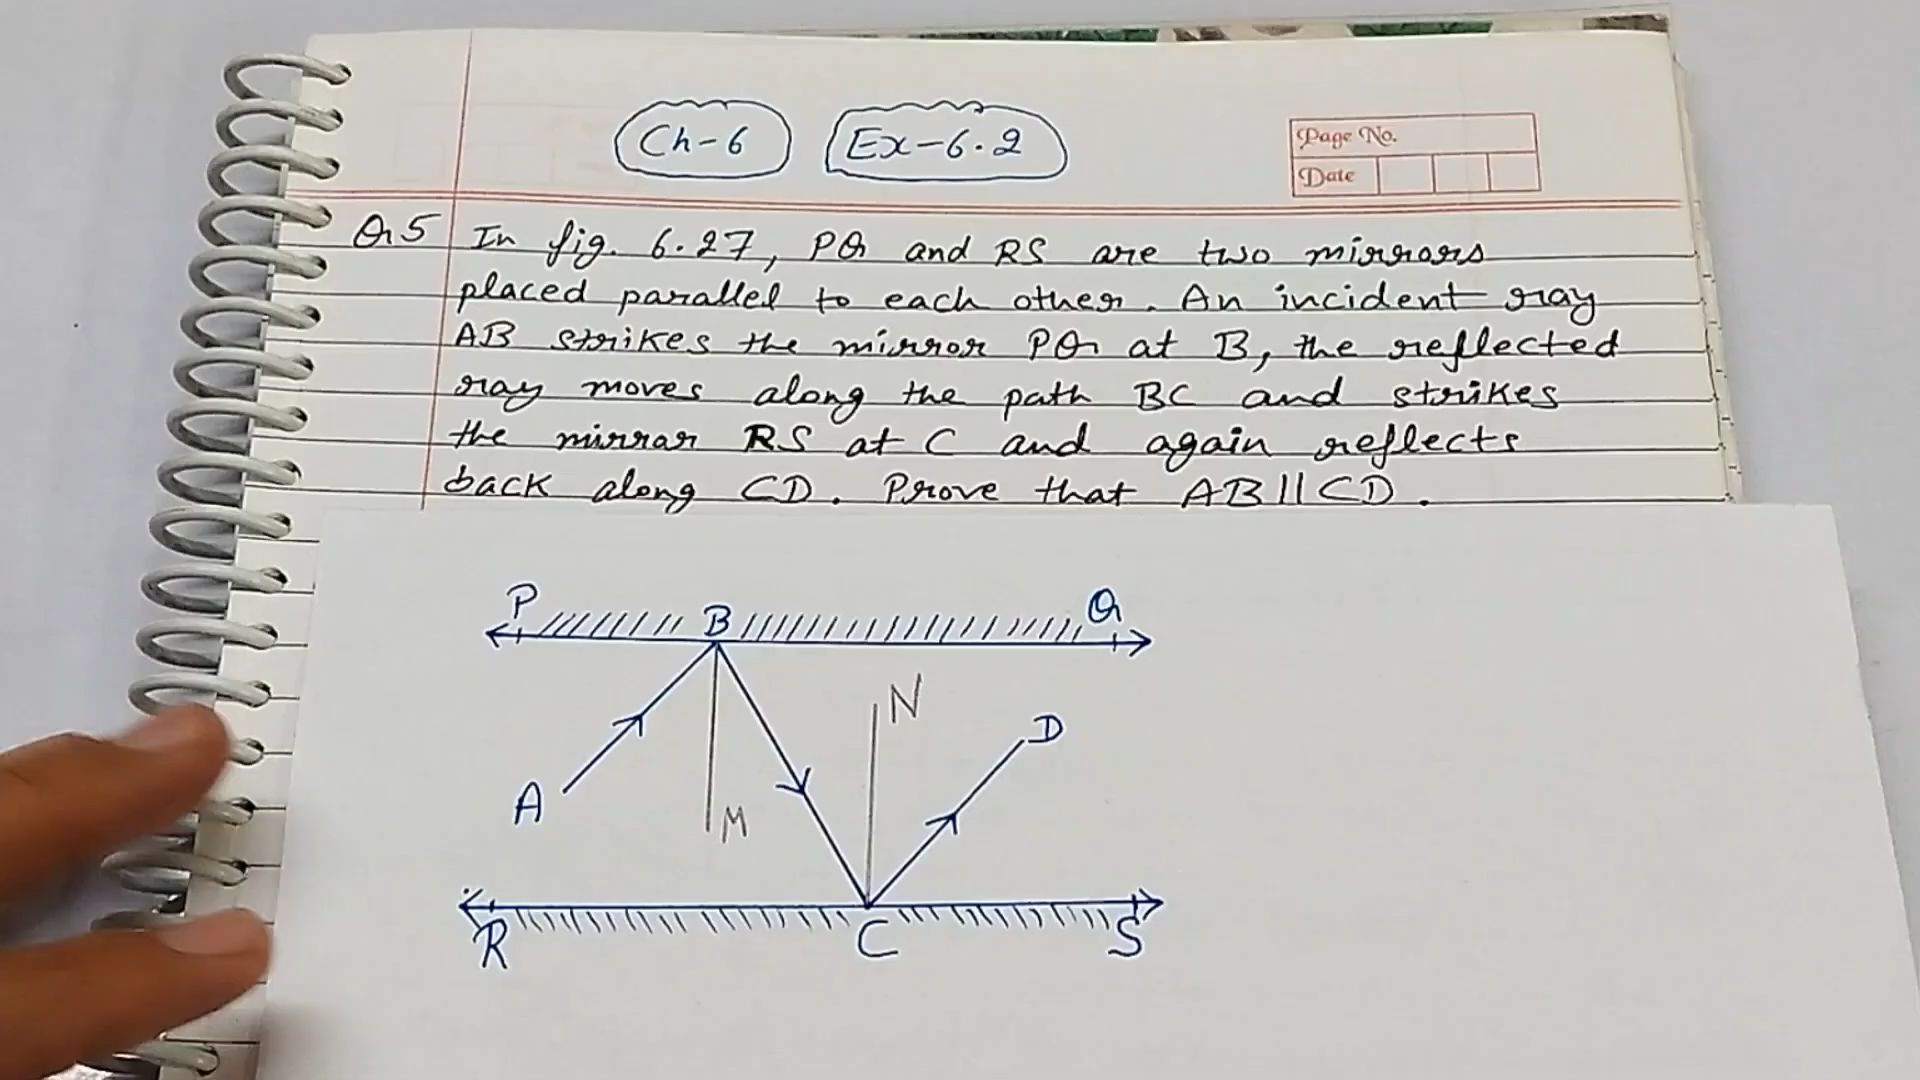 Ch-6 Ex-6.2
Page No.
Date
Q5 In fig. 6.27, PQ and RS are two mirrors
placed parallel to each other. An incident ray
AB strikes the mirror PQ at B, the reflected
ray moves along the path BC and strikes
the mirrar RS at C and again reflects
back along CD. Prove that AB||CD.
P B Q
N
D
A M
R C S